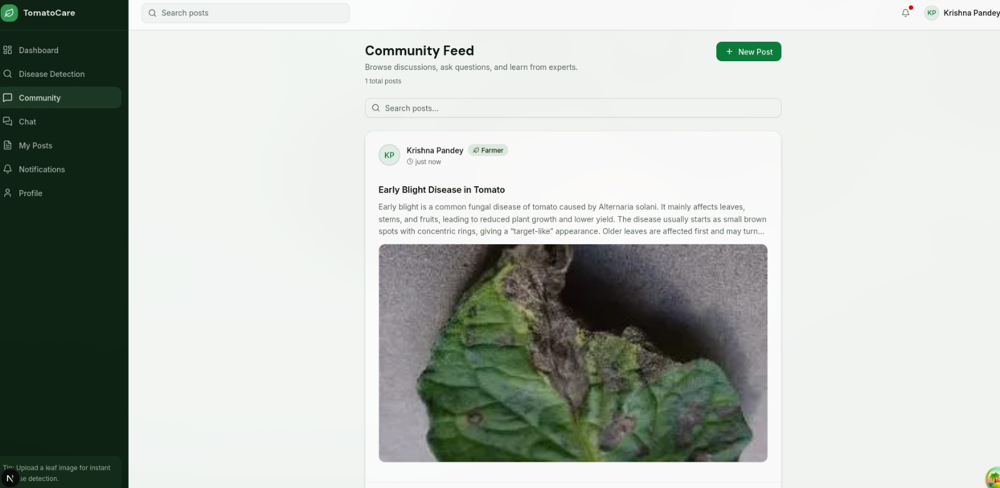 TomatoCare
Search posts
KP Krishna Pandey
Dashboard
Disease Detection
Community
Chat
My Posts
Notifications
Profile
Tip: Upload a leaf image for instant
se detection.
N
Community Feed
New Post
Browse discussions, ask questions, and learn from experts.
1 total posts
Search posts...
KP
Krishna Pandey Farmer
just now
Early Blight Disease in Tomato
Early blight is a common fungal disease of tomato caused by Alternaria solani. It mainly affects leaves,
stems, and fruits, leading to reduced plant growth and lower yield. The disease usually starts as small brown
spots with concentric rings, giving a “target-like” appearance. Older leaves are affected first and may turn...